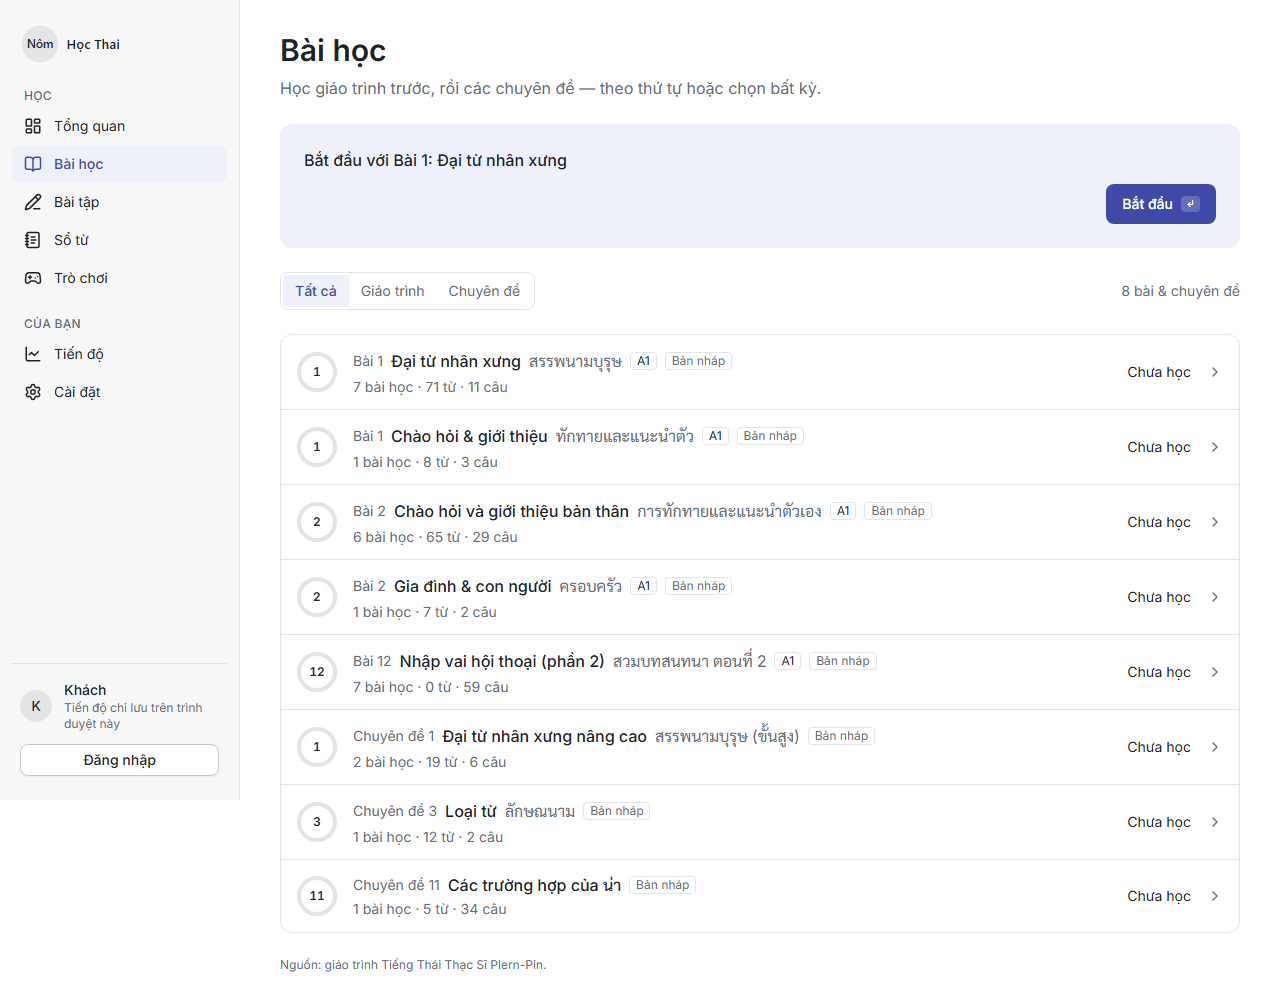 Nôm Học Thai
HỌC
Tổng quan
Bài học
Bài tập
Sổ từ
Trò chơi
CỦA BẠN
Tiến độ
Cài đặt
K Khách
Tiến độ chỉ lưu trên trình
duyệt này
Đăng nhập
Bài học
Học giáo trình trước, rồi các chuyên đề — theo thứ tự hoặc chọn bất kỳ.
Bắt đầu với Bài 1: Đại từ nhân xưng
Bắt đầu ↵
Tất cả Giáo trình Chuyên đề 8 bài & chuyên đề
1 Bài 1 Đại từ nhân xưng สรรพนามบุรุษ A1 Bản nháp Chưa học
7 bài học · 71 từ · 11 câu
1 Bài 1 Chào hỏi & giới thiệu ทักทายและแนะนำตัว A1 Bản nháp Chưa học
1 bài học · 8 từ · 3 câu
2 Bài 2 Chào hỏi và giới thiệu bản thân การทักทายและแนะนำตัวเอง A1 Bản nháp Chưa học
6 bài học · 65 từ · 29 câu
2 Bài 2 Gia đình & con người ครอบครัว A1 Bản nháp Chưa học
1 bài học · 7 từ · 2 câu
12 Bài 12 Nhập vai hội thoại (phần 2) สวมบทสนทนา ตอนที่ 2 A1 Bản nháp Chưa học
7 bài học · 0 từ · 59 câu
1 Chuyên đề 1 Đại từ nhân xưng nâng cao สรรพนามบุรุษ (ขั้นสูง) Bản nháp Chưa học
2 bài học · 19 từ · 6 câu
3 Chuyên đề 3 Loại từ ลักษณนาม Bản nháp Chưa học
1 bài học · 12 từ · 2 câu
11 Chuyên đề 11 Các trường hợp của น่า Bản nháp Chưa học
1 bài học · 5 từ · 34 câu
Nguồn: giáo trình Tiếng Thái Thạc Sĩ Plern-Pin.